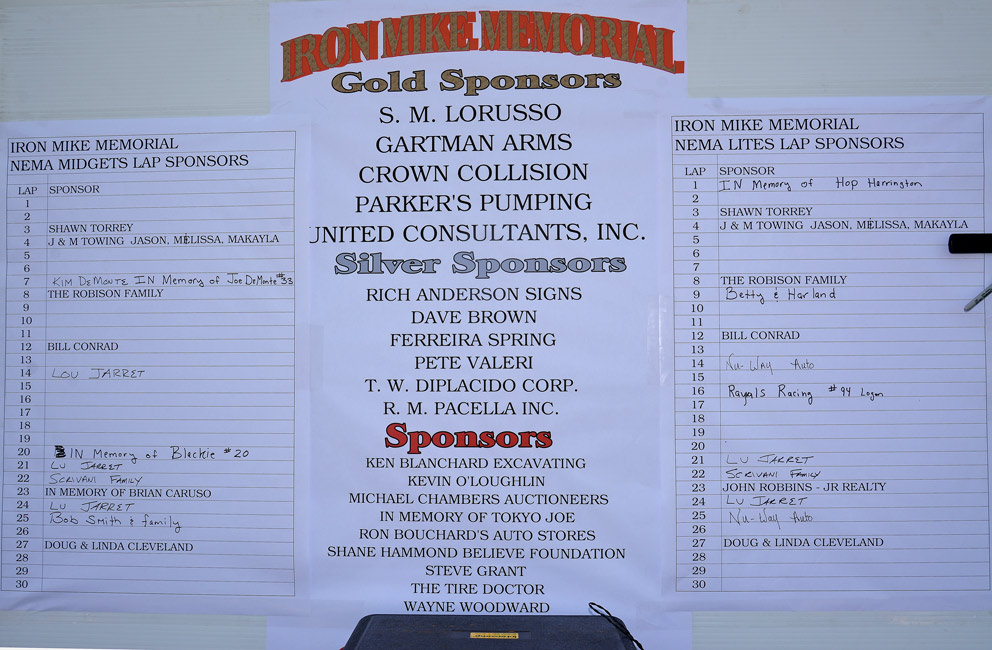 IRON MIKE MEMORIAL
Gold Sponsors
S. M. LORUSSO
GARTMAN ARMS
CROWN COLLISION
PARKER'S PUMPING
UNITED CONSULTANTS, INC.
Silver Sponsors
RICH ANDERSON SIGNS
DAVE BROWN
FERREIRA SPRING
PETE VALERI
T. W. DIPLACIDO CORP.
R. M. PACELLA INC.
Sponsors
KEN BLANCHARD EXCAVATING
KEVIN O'LOUGHLIN
MICHAEL CHAMBERS AUCTIONEERS
IN MEMORY OF TOKYO JOE
RON BOUCHARD'S AUTO STORES
SHANE HAMMOND BELIEVE FOUNDATION
STEVE GRANT
THE TIRE DOCTOR
WAYNE WOODWARD
IRON MIKE MEMORIAL
NEMA MIDGETS LAP SPONSORS
LAP SPONSOR
1
2
3 SHAWN TORREY
4 J & M TOWING JASON, MELISSA, MAKAYLA
5
6
7 KIM DEMONTE IN Memory of Joe DeMonte #33
8 THE ROBISON FAMILY
9
10
11
12 BILL CONRAD
13
14 LOU JARRET
15
16
17
18
19
20 IN Memory of Blackie #20
21 LU JARRET
22 SCRIVANI FAMILY
23 IN MEMORY OF BRIAN CARUSO
24 LU JARRET
25 Bob Smith & family
26
27 DOUG & LINDA CLEVELAND
28
29
30
IRON MIKE MEMORIAL
NEMA LITES LAP SPONSORS
LAP SPONSOR
1 IN Memory of Hop Harrington
2
3 SHAWN TORREY
4 J & M TOWING JASON, MELISSA, MAKAYLA
5
6
7
8 THE ROBISON FAMILY
9 Betty & Harland
10
11
12 BILL CONRAD
13
14 Nu-Way Auto
15
16 Racing #94 Logan
17
18
19
20
21 LU JARRET
22 SCRIVANI FAMILY
23 JOHN ROBBINS - JR REALTY
24 LU JARRET
25 Nu-Way Auto
26
27 DOUG & LINDA CLEVELAND
28
29
30